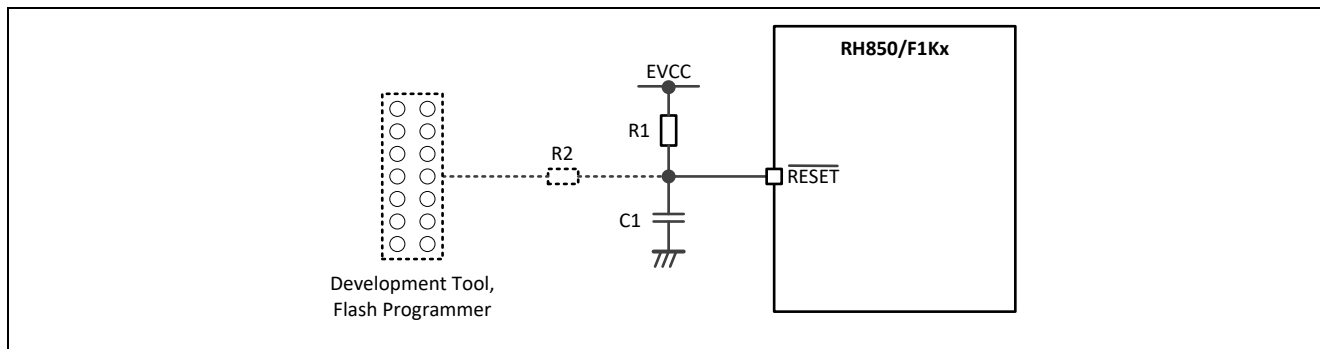 RH850/F1Kx
EVCC
R1
R2
RESET
C1
Development Tool,
Flash Programmer